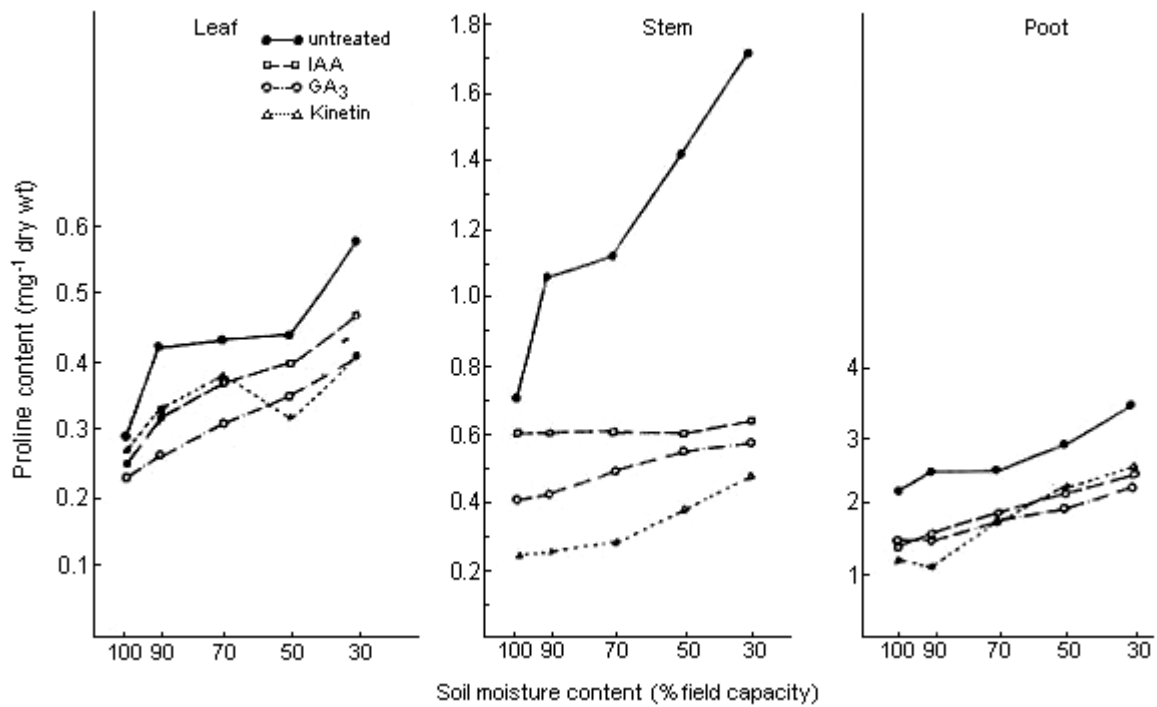 Leaf
untreated
IAA
GA3
Kinetin
Stem
Poot
Proline content (mg-1 dry wt)
0.6
0.5
0.4
0.3
0.2
0.1
1.8
1.6
1.4
1.2
1.0
0.8
0.6
0.4
0.2
4
3
2
1
100 90 70 50 30
100 90 70 50 30
100 90 70 50 30
Soil moisture content (% field capacity)